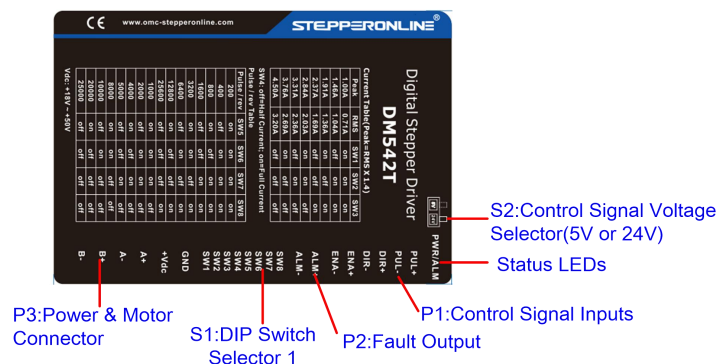 CE www.omc-stepperonline.com STEPPERONLINE®
Digital Stepper Driver
DM542T
Current Table(Peak=RMS X 1.4)
Peak RMS SW1 SW2 SW3
1.00A 0.71A on on on
1.46A 1.04A off on on
1.91A 1.36A on off on
2.37A 1.69A off off on
2.84A 2.03A on on off
3.31A 2.36A off on off
3.76A 2.69A on off off
4.50A 3.20A off off off
SW4: off=Half Current; on=Full Current
Pulse / rev Table
Pulse / rev SW5 SW6 SW7 SW8
200 on on on on
400 off on on on
800 on off on on
1600 off off on on
3200 on on off on
6400 off on off on
12800 on off off on
25600 off off off on
1000 on on on off
2000 off on on off
4000 on off on off
5000 off off on off
8000 on on off off
10000 off on off off
20000 on off off off
25000 off off off off
Vdc: +18V ~ +50V
PWR/ALM
PUL+
PUL-
DIR+
DIR-
ENA+
ENA-
ALM+
ALM-
SW8
SW7
SW6
SW5
SW4
SW3
SW2
SW1
GND
+Vdc
A+
A-
B+
B-
S2:Control Signal Voltage
Selector(5V or 24V)
Status LEDs
P1:Control Signal Inputs
P2:Fault Output
S1:DIP Switch
Selector 1
P3:Power & Motor
Connector